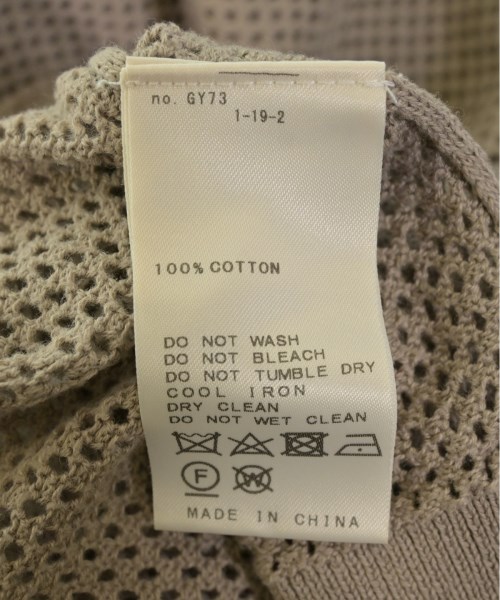 no. GY73
1-19-2
100% COTTON
DO NOT WASH
DO NOT BLEACH
DO NOT TUMBLE DRY
COOL IRON
DRY CLEAN
DO NOT WET CLEAN
F W
MADE IN CHINA